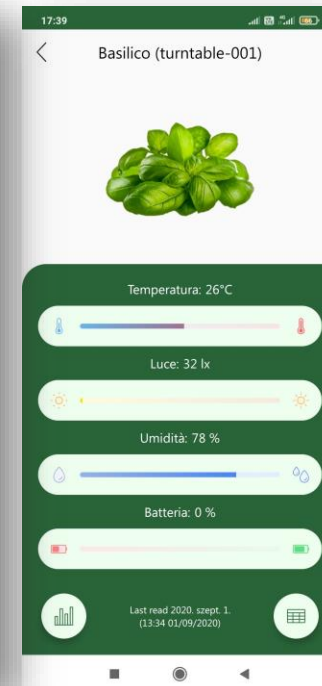 17:39
Basilico (turntable-001)
Temperatura: 26°C
Luce: 32 lx
Umidità: 78 %
Batteria: 0 %
Last read 2020. szept. 1.
(13:34 01/09/2020)